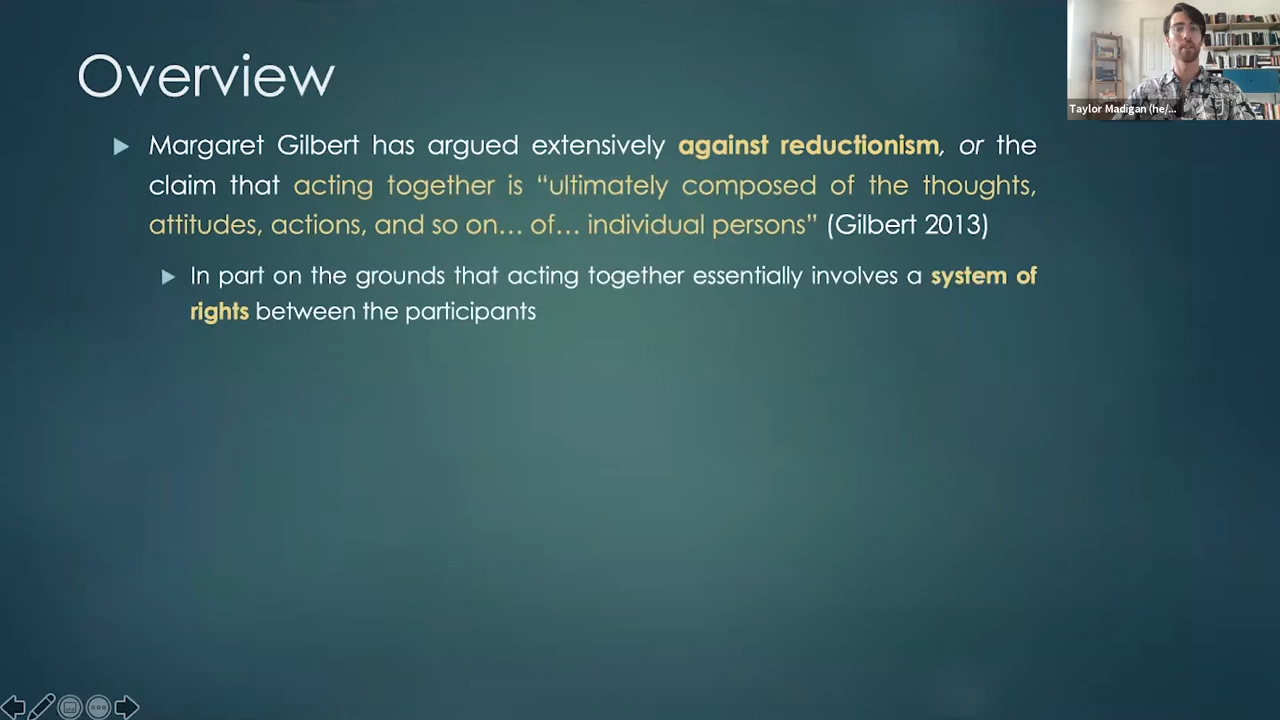 Overview
Margaret Gilbert has argued extensively against reductionism, or the
claim that acting together is “ultimately composed of the thoughts,
attitudes, actions, and so on… of… individual persons” (Gilbert 2013)
In part on the grounds that acting together essentially involves a system of
rights between the participants
Taylor Madigan (he/...